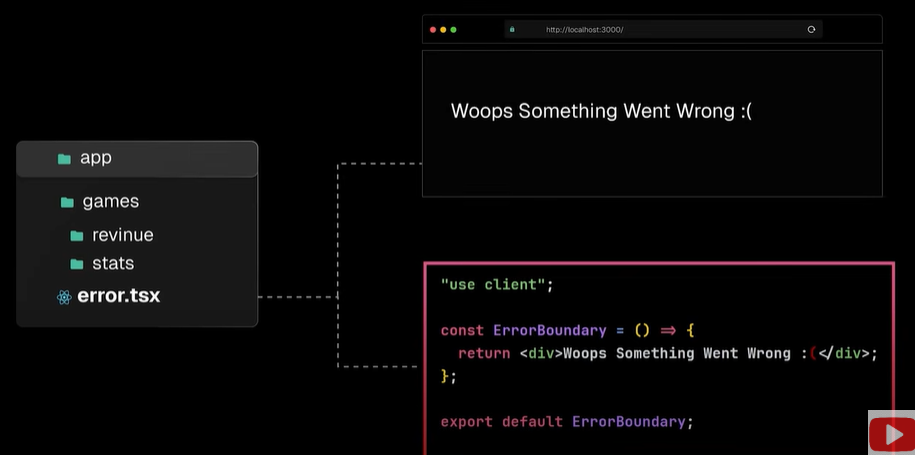 http://localhost:3000/
Woops Something Went Wrong :(
app
games
revinue
stats
error.tsx
"use client";
const ErrorBoundary = () => {
return <div>Woops Something Went Wrong :(</div>;
};
export default ErrorBoundary;